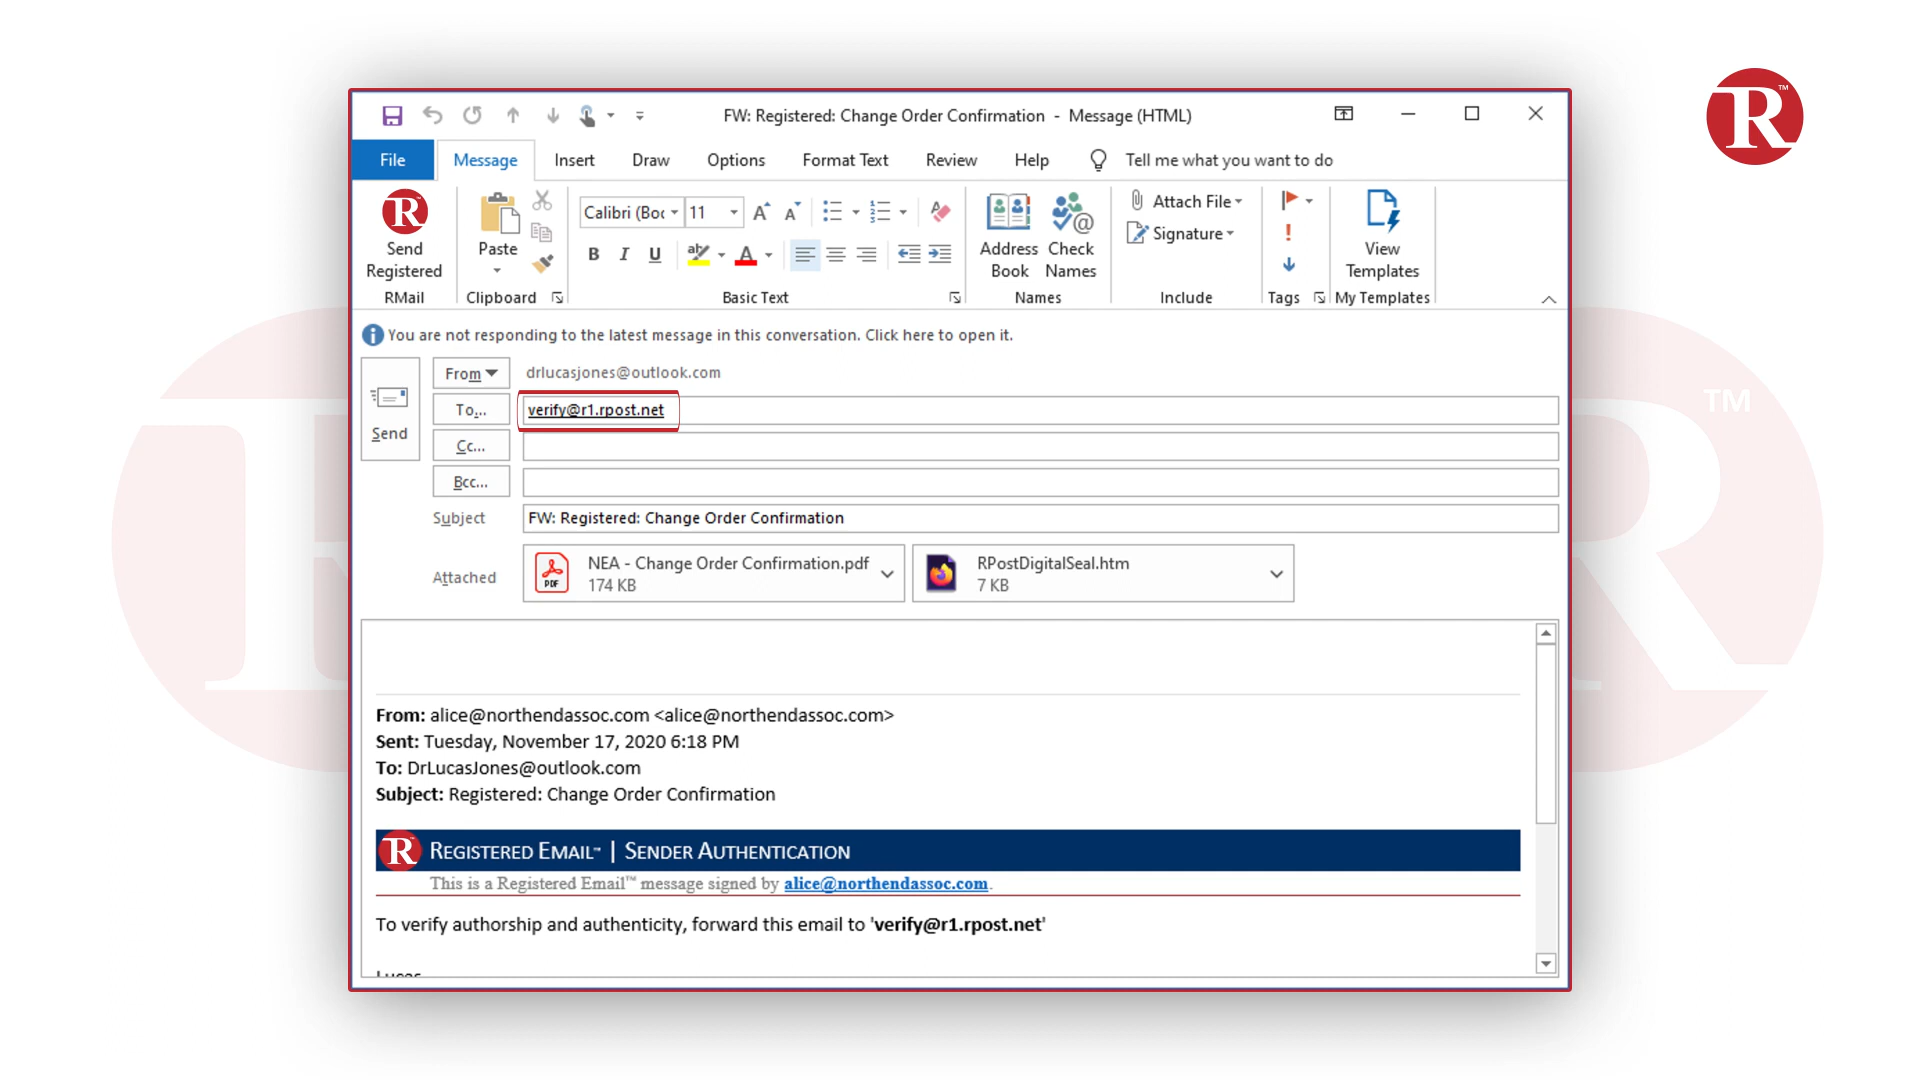 FW: Registered: Change Order Confirmation - Message (HTML)
R™
File Message Insert Draw Options Format Text Review Help Tell me what you want to do
R Send Registered
RMail
Paste
Clipboard
Calibri (Boc 11
B I U
Basic Text
Address Book
Check Names
Names
Attach File
Signature
Include
Tags
View Templates
My Templates
You are not responding to the latest message in this conversation. Click here to open it.
Send
From drlucasjones@outlook.com
To... verify@r1.rpost.net
Cc...
Bcc...
TM
Subject FW: Registered: Change Order Confirmation
Attached
PDF
NEA - Change Order Confirmation.pdf
174 KB
RPostDigitalSeal.htm
7 KB
From: alice@northendassoc.com <alice@northendassoc.com>
Sent: Tuesday, November 17, 2020 6:18 PM
To: DrLucasJones@outlook.com
Subject: Registered: Change Order Confirmation
R REGISTERED EMAIL™ | SENDER AUTHENTICATION
This is a Registered Email™ message signed by alice@northendassoc.com.
To verify authorship and authenticity, forward this email to 'verify@r1.rpost.net'